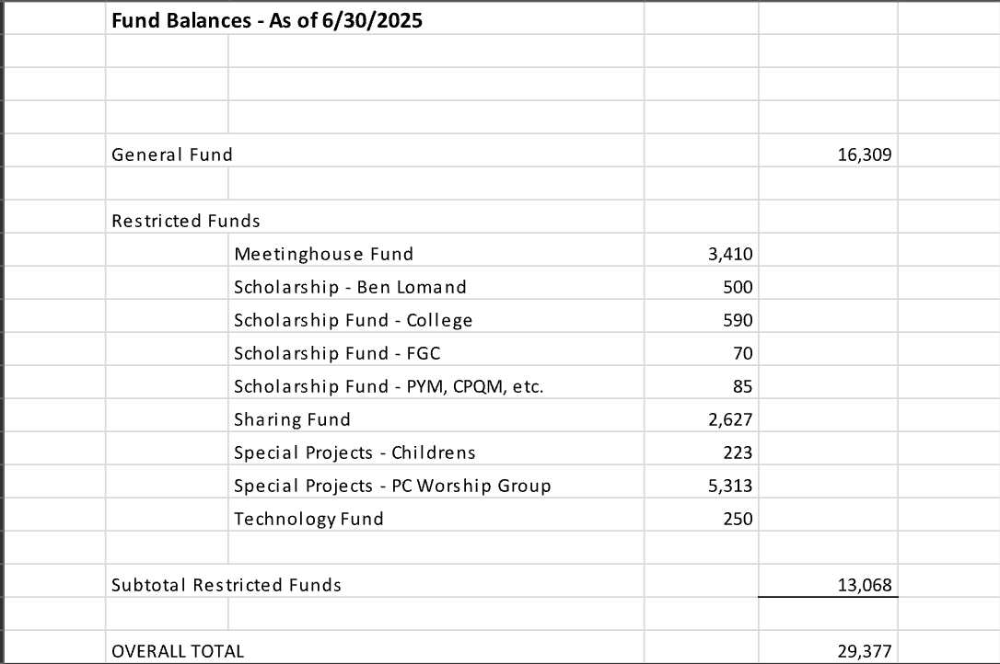 Fund Balances - As of 6/30/2025
General Fund 16,309
Restricted Funds
Meetinghouse Fund 3,410
Scholarship - Ben Lomand 500
Scholarship Fund - College 590
Scholarship Fund - FGC 70
Scholarship Fund - PYM, CPQM, etc. 85
Sharing Fund 2,627
Special Projects - Childrens 223
Special Projects - PC Worship Group 5,313
Technology Fund 250
Subtotal Restricted Funds 13,068
OVERALL TOTAL 29,377